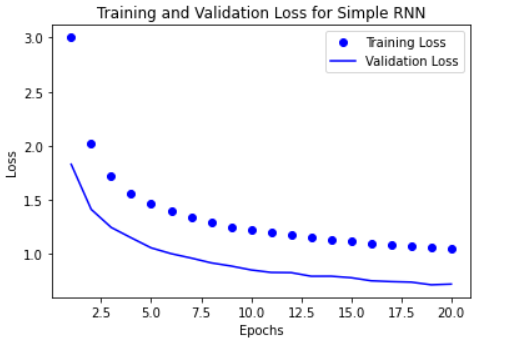 Training and Validation Loss for Simple RNN
Training Loss
Validation Loss
Loss
3.0
2.5
2.0
1.5
1.0
2.5 5.0 7.5 10.0 12.5 15.0 17.5 20.0
Epochs